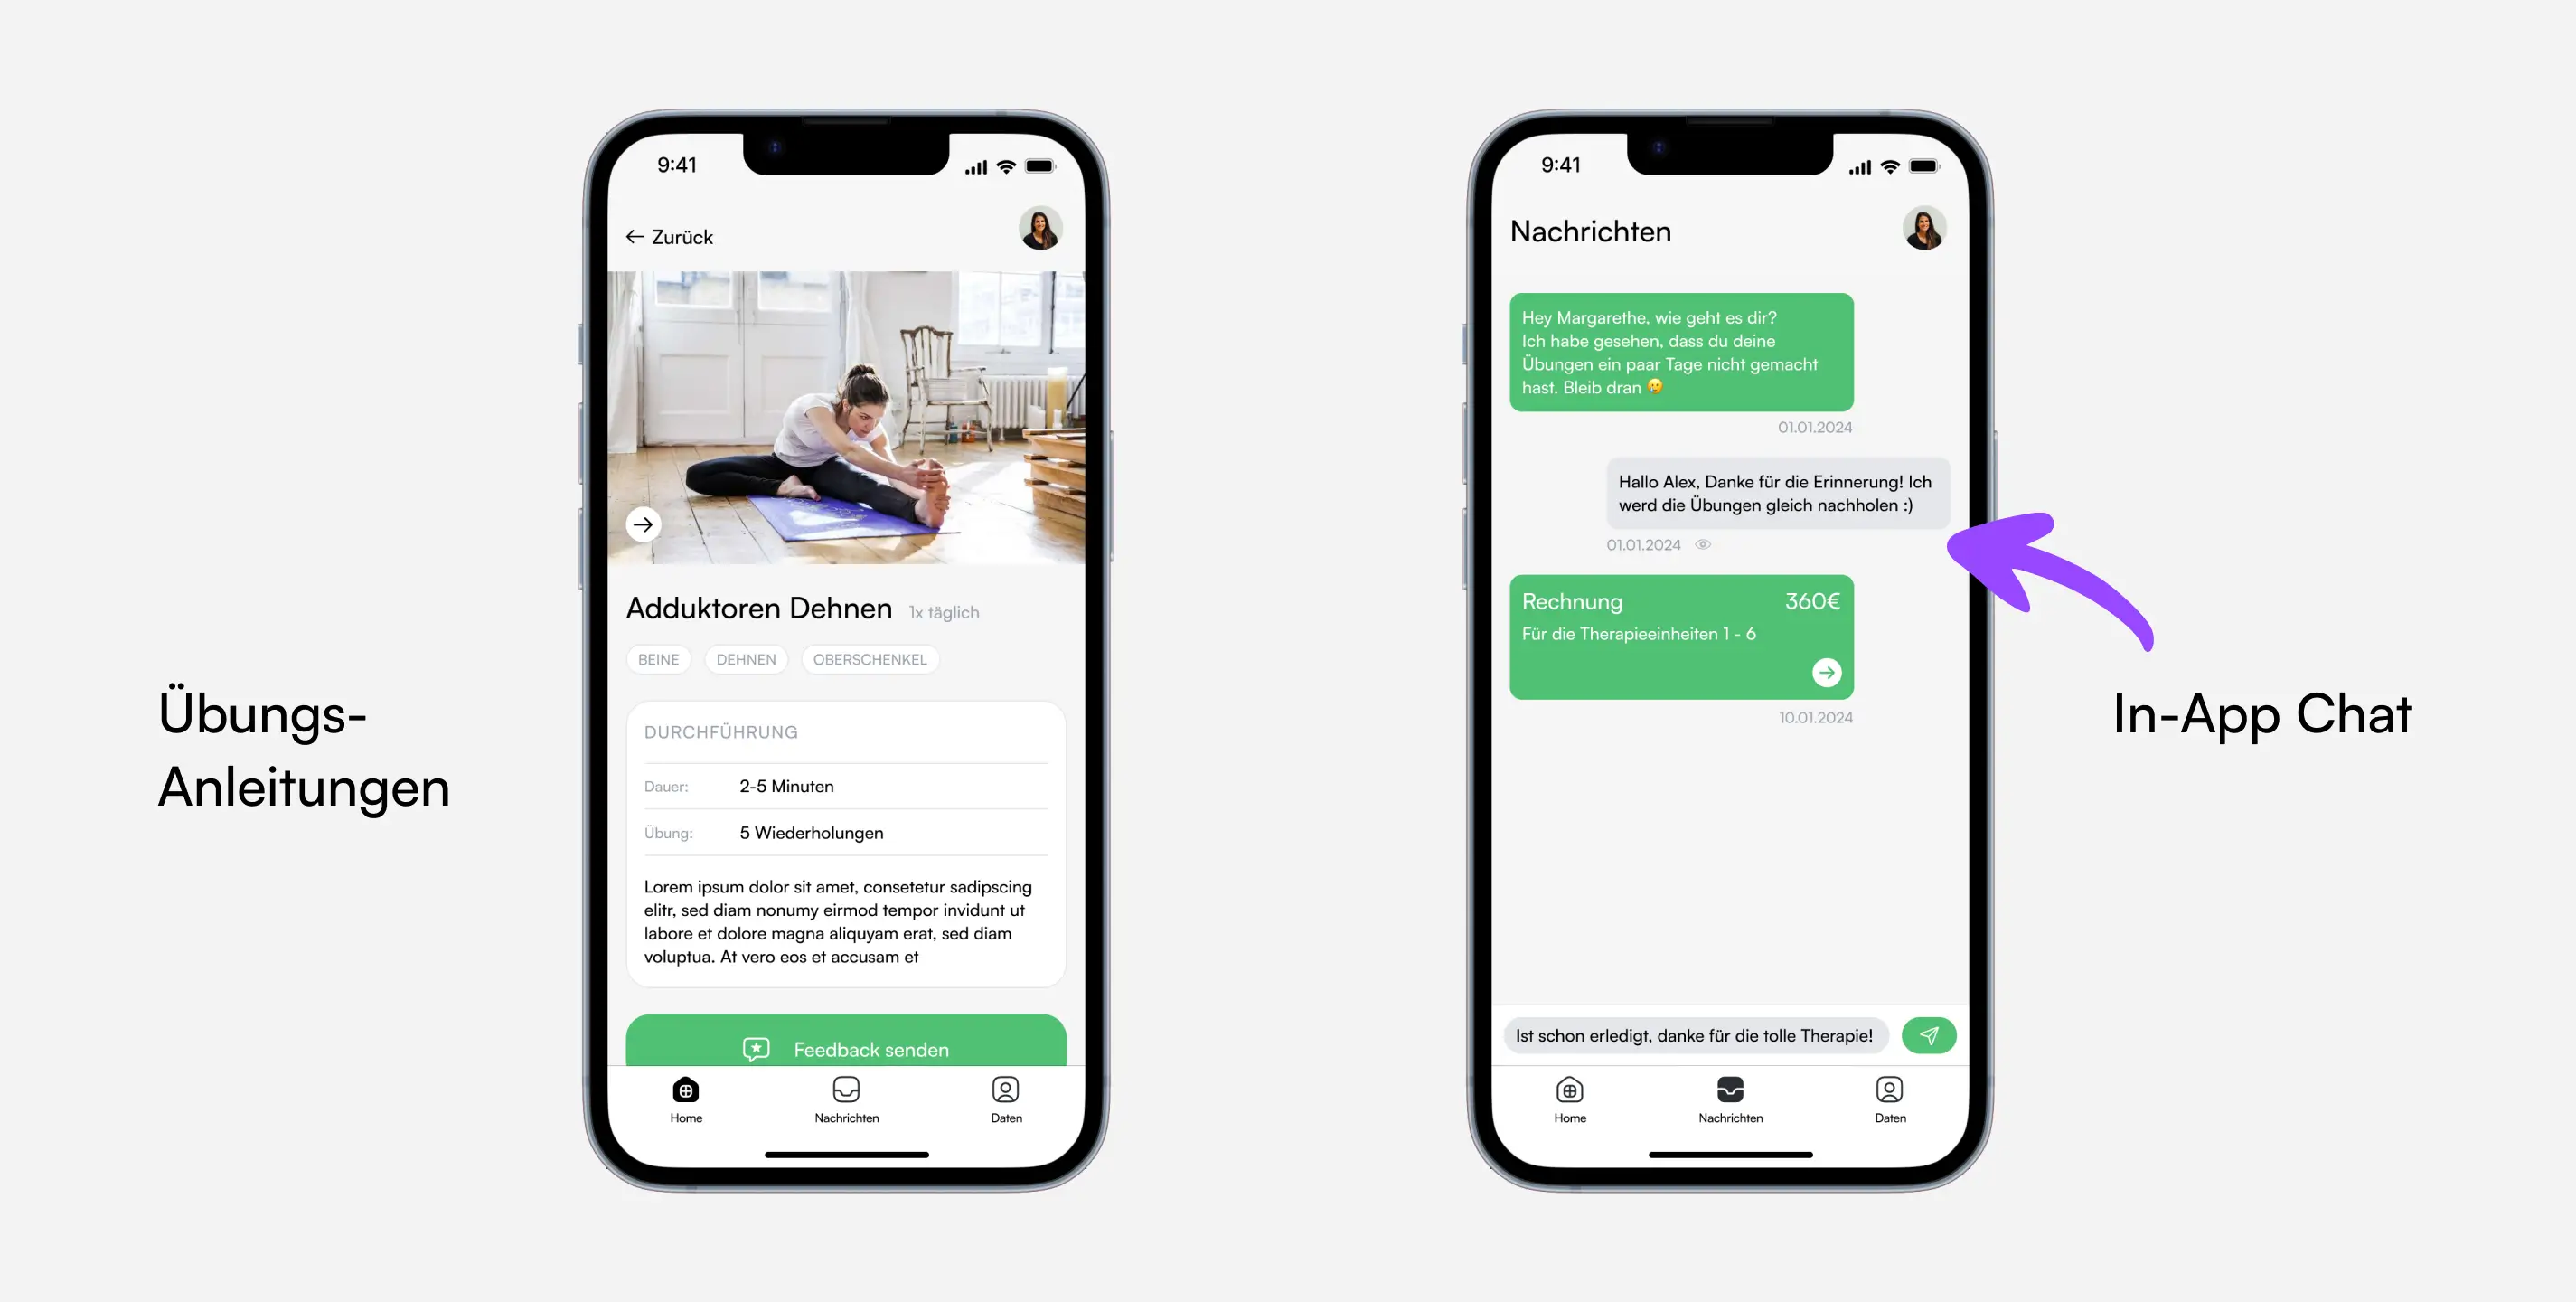 Übungs-
Anleitungen
9:41
← Zurück
Adduktoren Dehnen 1x täglich
BEINE DEHNEN OBERSCHENKEL
DURCHFÜHRUNG
Dauer: 2-5 Minuten
Übung: 5 Wiederholungen
Lorem ipsum dolor sit amet, consetetur sadipscing
elitr, sed diam nonumy eirmod tempor invidunt ut
labore et dolore magna aliquyam erat, sed diam
voluptua. At vero eos et accusam et
Feedback senden
Home Nachrichten Daten
9:41
Nachrichten
Hey Margarethe, wie geht es dir?
Ich habe gesehen, dass du deine
Übungen ein paar Tage nicht gemacht
hast. Bleib dran 🥲
01.01.2024
Hallo Alex, Danke für die Erinnerung! Ich
werd die Übungen gleich nachholen :)
01.01.2024
Rechnung 360€
Für die Therapieeinheiten 1 - 6
10.01.2024
Ist schon erledigt, danke für die tolle Therapie!
Home Nachrichten Daten
In-App Chat